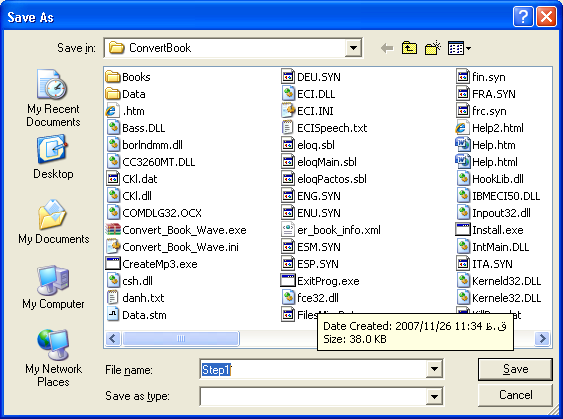 Save As
Save in:
ConvertBook
My Recent
Documents
Desktop
My Documents
My Computer
My Network
Places
Books
Data
.htm
Bass.DLL
borlndmm.dll
CC3260MT.DLL
CKl.dat
CKl.dll
COMDLG32.OCX
Convert_Book_Wave.exe
Convert_Book_Wave.ini
CreateMp3.exe
csh.dll
danh.txt
Data.stm
DEU.SYN
ECI.DLL
ECI.INI
ECISpeech.txt
eloq.sbl
eloqMain.sbl
eloqPactos.sbl
ENG.SYN
ENU.SYN
er_book_info.xml
ESM.SYN
ESP.SYN
ExitProg.exe
fce32.dll
fin.syn
FRA.SYN
frc.syn
Help2.html
Help.htm
Help.html
HookLib.dll
IBMECI50.DLL
Inpout32.dll
Install.exe
IntMain.DLL
ITA.SYN
Kerneld32.DLL
Kernele32.DLL
Date Created: 2007/11/26 11:34 ق.ظ
Size: 38.0 KB
File name:
Step1
Save
Save as type:
Cancel